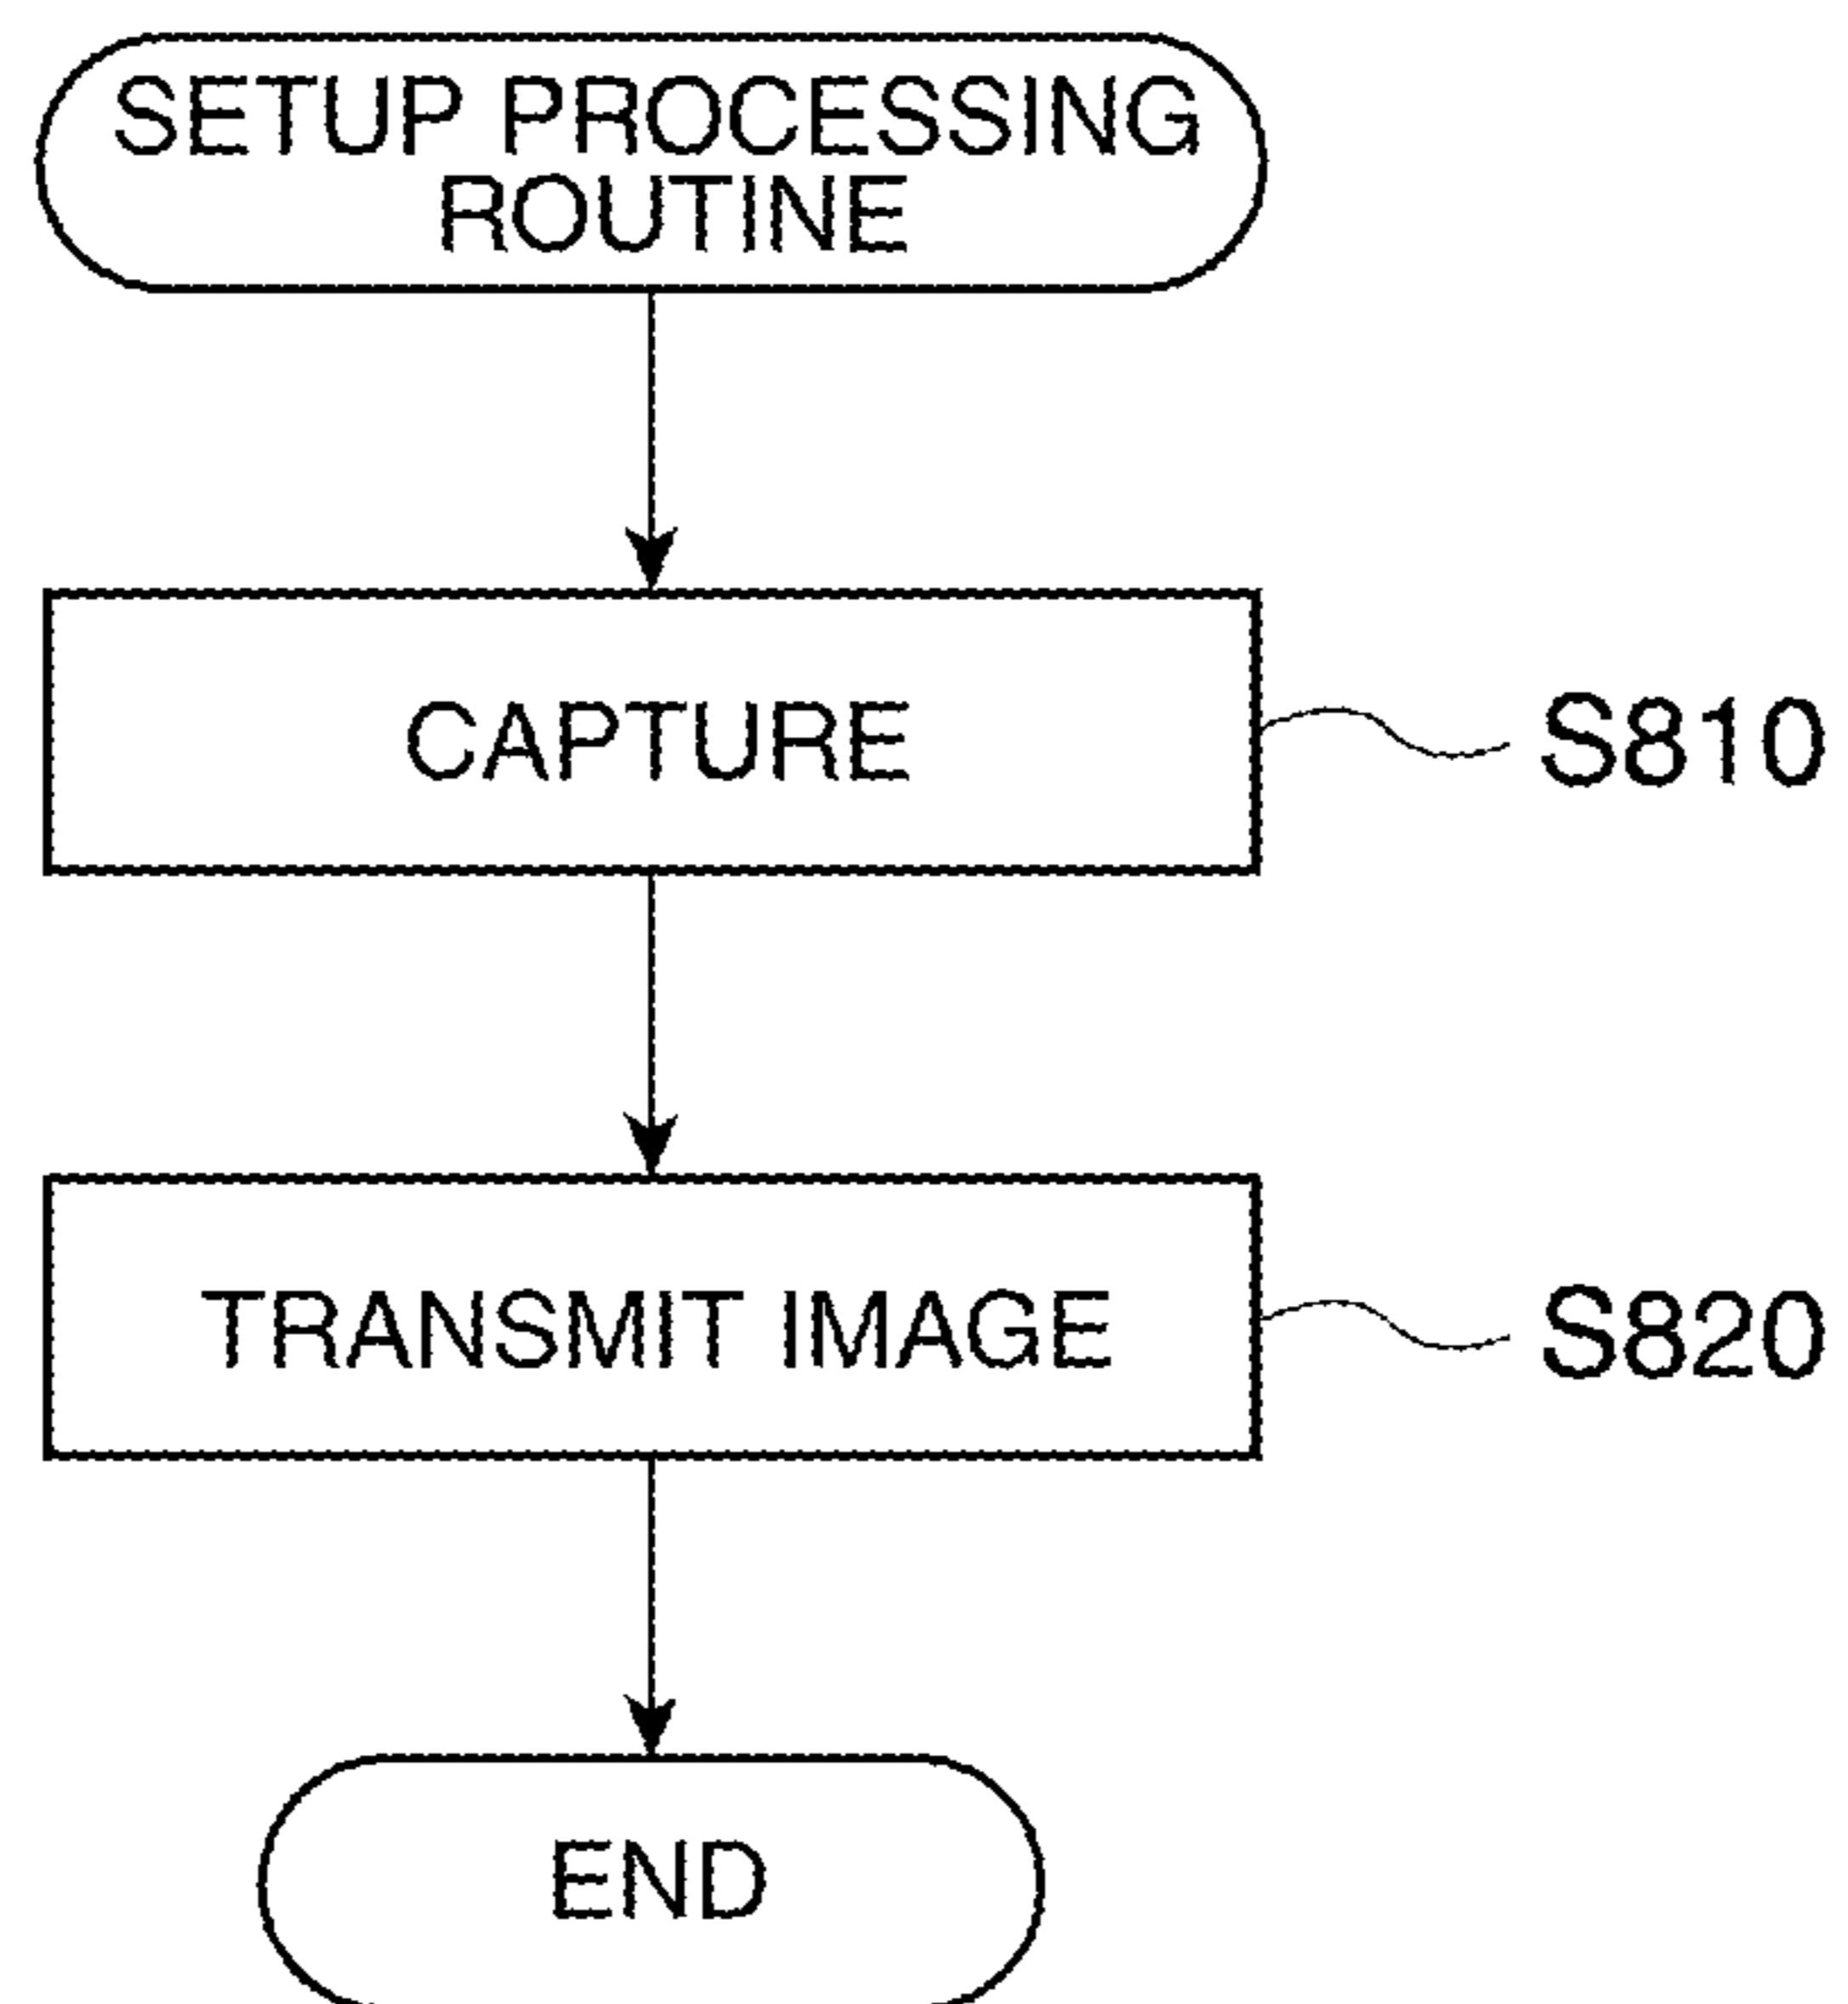 SETUP PROCESSING
ROUTINE
CAPTURE
S810
TRANSMIT IMAGE
S820
END